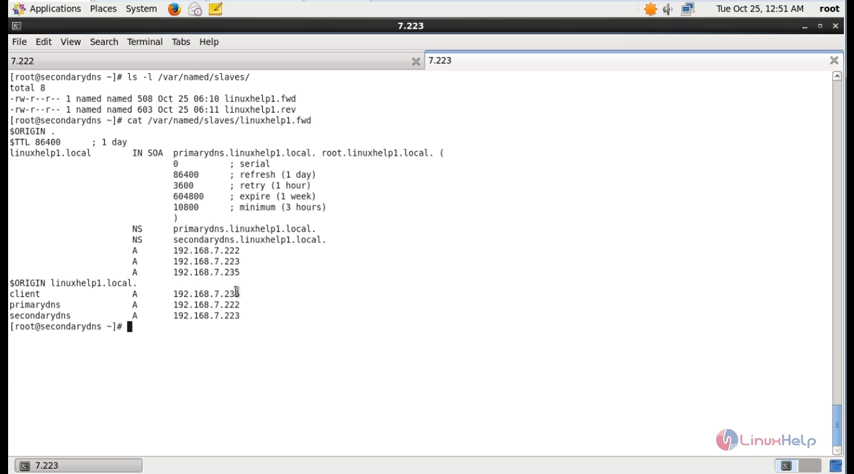 Applications Places System Tue Oct 25, 12:51 AM root
7.223
File Edit View Search Terminal Tabs Help
7.222 7.223
[root@secondarydns ~]# ls -l /var/named/slaves/
total 8
-rw-r--r-- 1 named named 508 Oct 25 06:10 linuxhelp1.fwd
-rw-r--r-- 1 named named 603 Oct 25 06:11 linuxhelp1.rev
[root@secondarydns ~]# cat /var/named/slaves/linuxhelp1.fwd
$ORIGIN .
$TTL 86400 ; 1 day
linuxhelp1.local IN SOA primarydns.linuxhelp1.local. root.linuxhelp1.local. (
0 ; serial
86400 ; refresh (1 day)
3600 ; retry (1 hour)
604800 ; expire (1 week)
10800 ; minimum (3 hours)
)
NS primarydns.linuxhelp1.local.
NS secondarydns.linuxhelp1.local.
A 192.168.7.222
A 192.168.7.223
A 192.168.7.235
$ORIGIN linuxhelp1.local.
client A 192.168.7.235
primarydns A 192.168.7.222
secondarydns A 192.168.7.223
[root@secondarydns ~]#
LinuxHelp
7.223